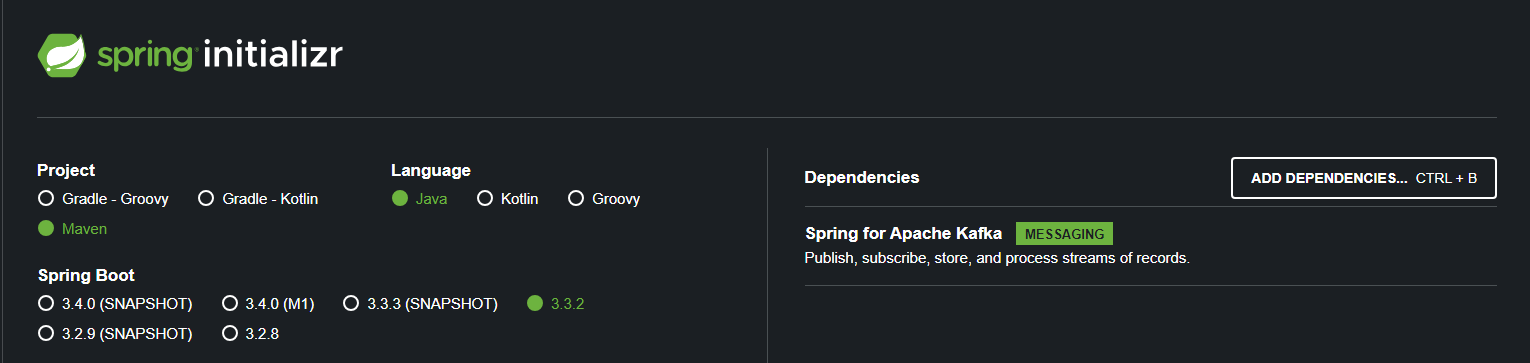 spring initializr
Project
Gradle - Groovy Gradle - Kotlin
Maven
Language
Java Kotlin Groovy
Spring Boot
3.4.0 (SNAPSHOT) 3.4.0 (M1) 3.3.3 (SNAPSHOT) 3.3.2
3.2.9 (SNAPSHOT) 3.2.8
Dependencies
ADD DEPENDENCIES... CTRL + B
Spring for Apache Kafka MESSAGING
Publish, subscribe, store, and process streams of records.